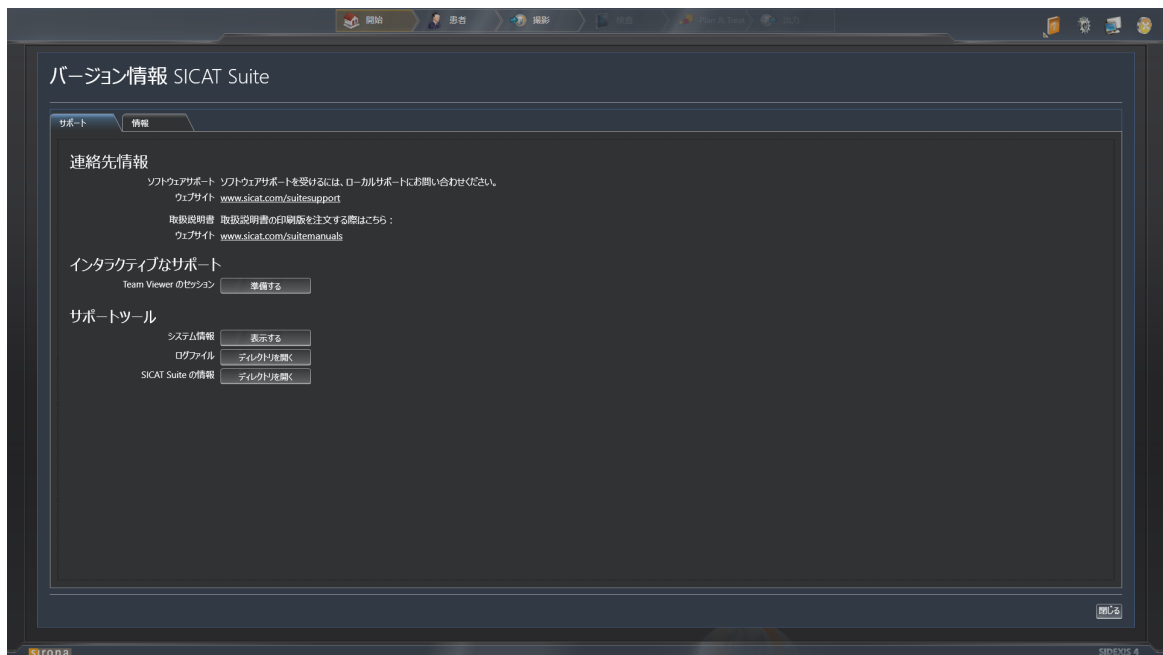 開始 患者 撮影 検査 Plan & Treat 出力
バージョン情報 SICAT Suite
サポート 情報
連絡先情報
ソフトウェアサポート ソフトウェアサポートを受けるには、ローカルサポートにお問い合わせください。
ウェブサイト www.sicat.com/suitesupport
取扱説明書 取扱説明書の印刷版を注文する際はこちら：
ウェブサイト www.sicat.com/suitemanuals
インタラクティブなサポート
Team Viewer のセッション 準備する
サポートツール
システム情報 表示する
ログファイル ディレクトリを開く
SICAT Suite の情報 ディレクトリを開く
閉じる
sirona SIDEXIS 4